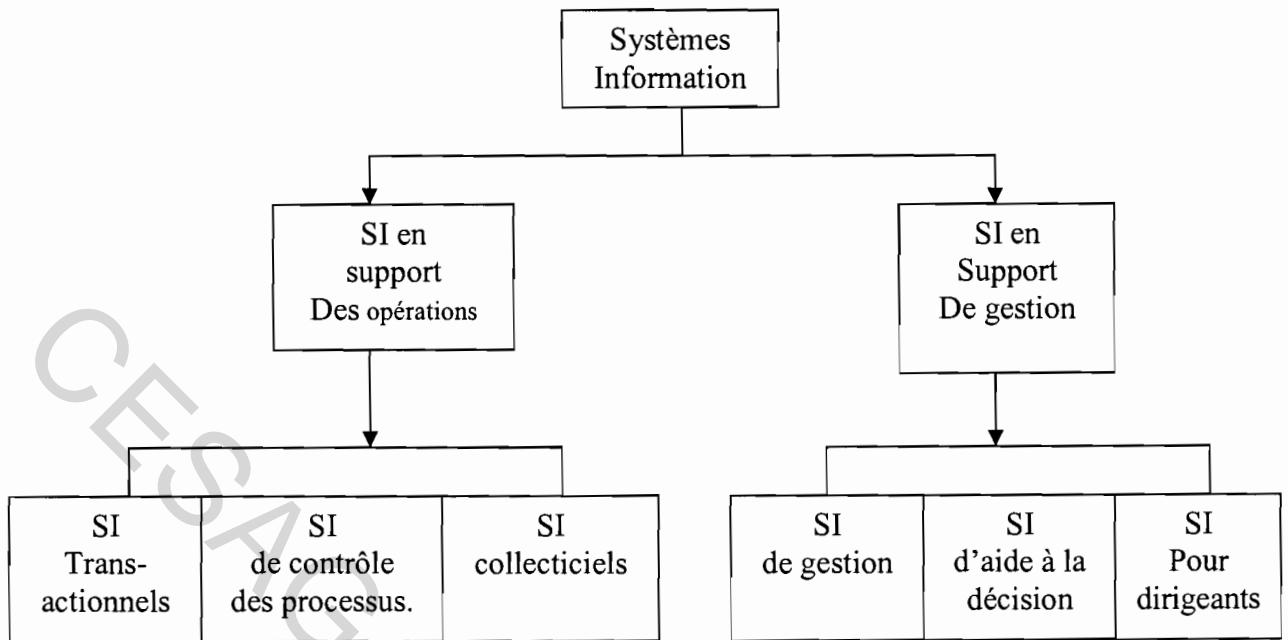 Systèmes
Information
SI en
support
Des opérations
SI en
Support
De gestion
SI
Trans-
actionnels
SI
de contrôle
des processus.
SI
collecticiels
SI
de gestion
SI
d'aide à la
décision
SI
Pour
dirigeants
CESAG